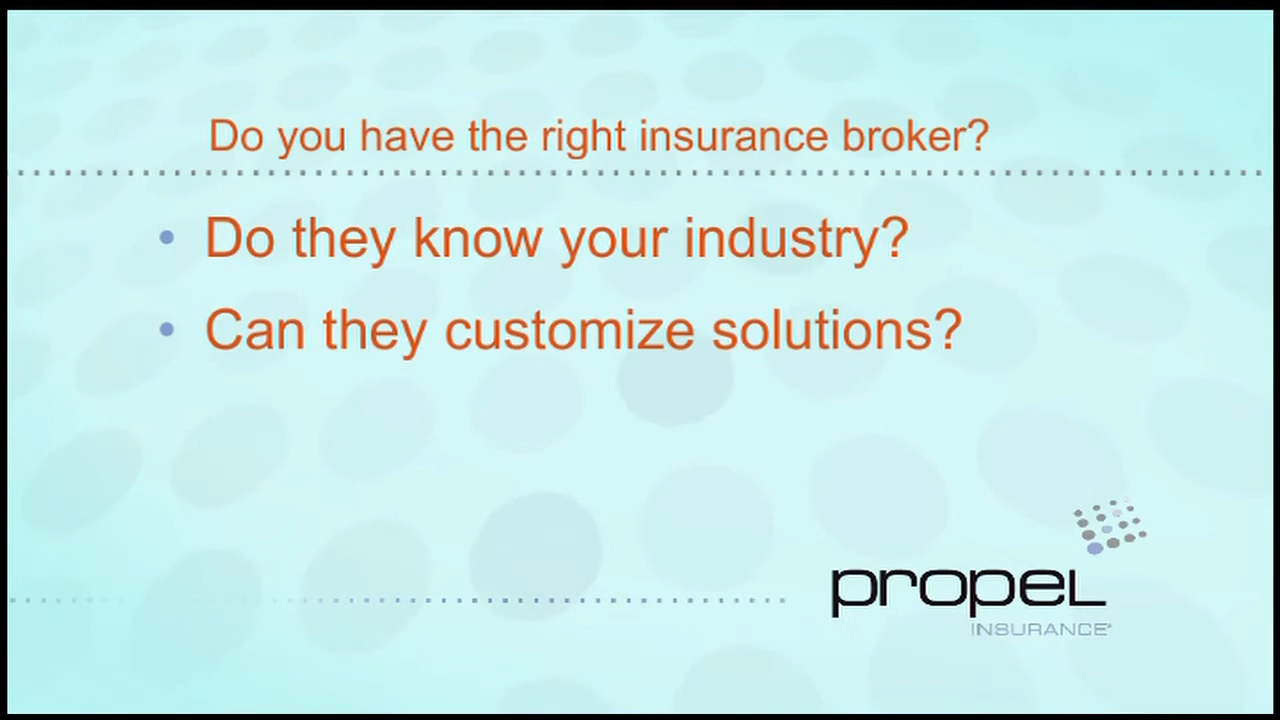 Do you have the right insurance broker?
• Do they know your industry?
• Can they customize solutions?
propel
INSURANCE